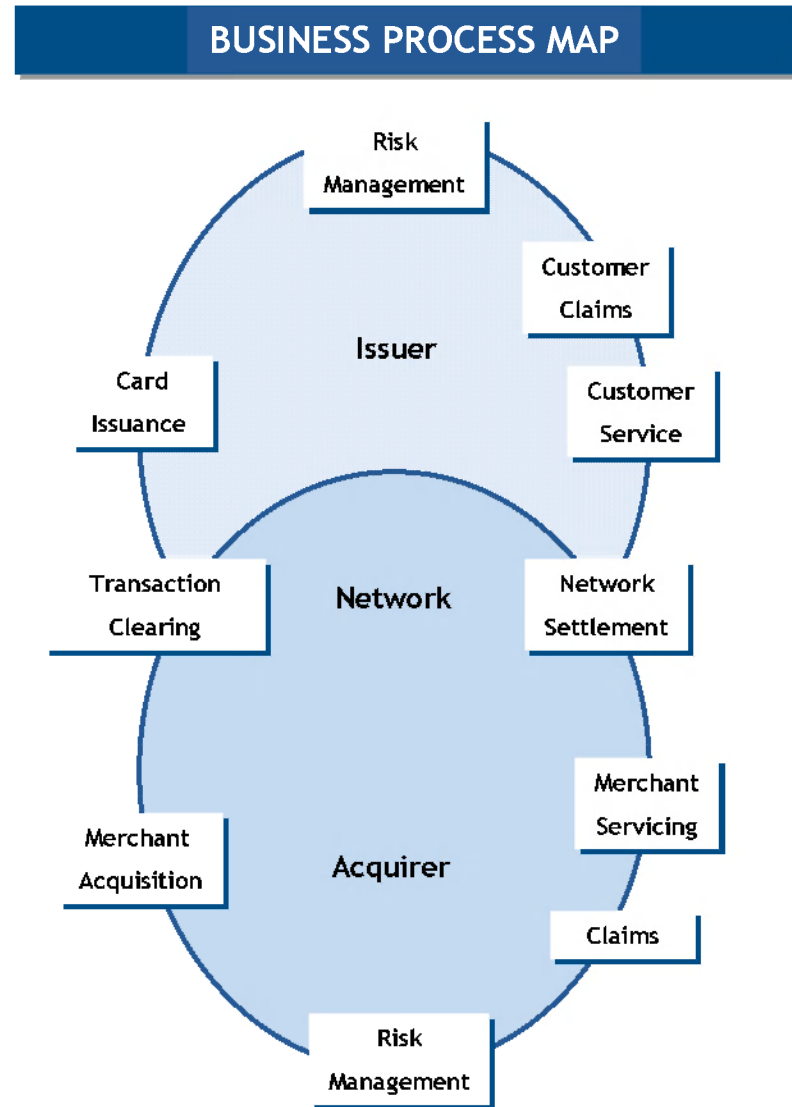 BUSINESS PROCESS MAP
Risk
Management
Customer
Claims
Issuer
Card
Issuance
Customer
Service
Transaction
Clearing
Network
Network
Settlement
Merchant
Servicing
Merchant
Acquisition
Acquirer
Claims
Risk
Management